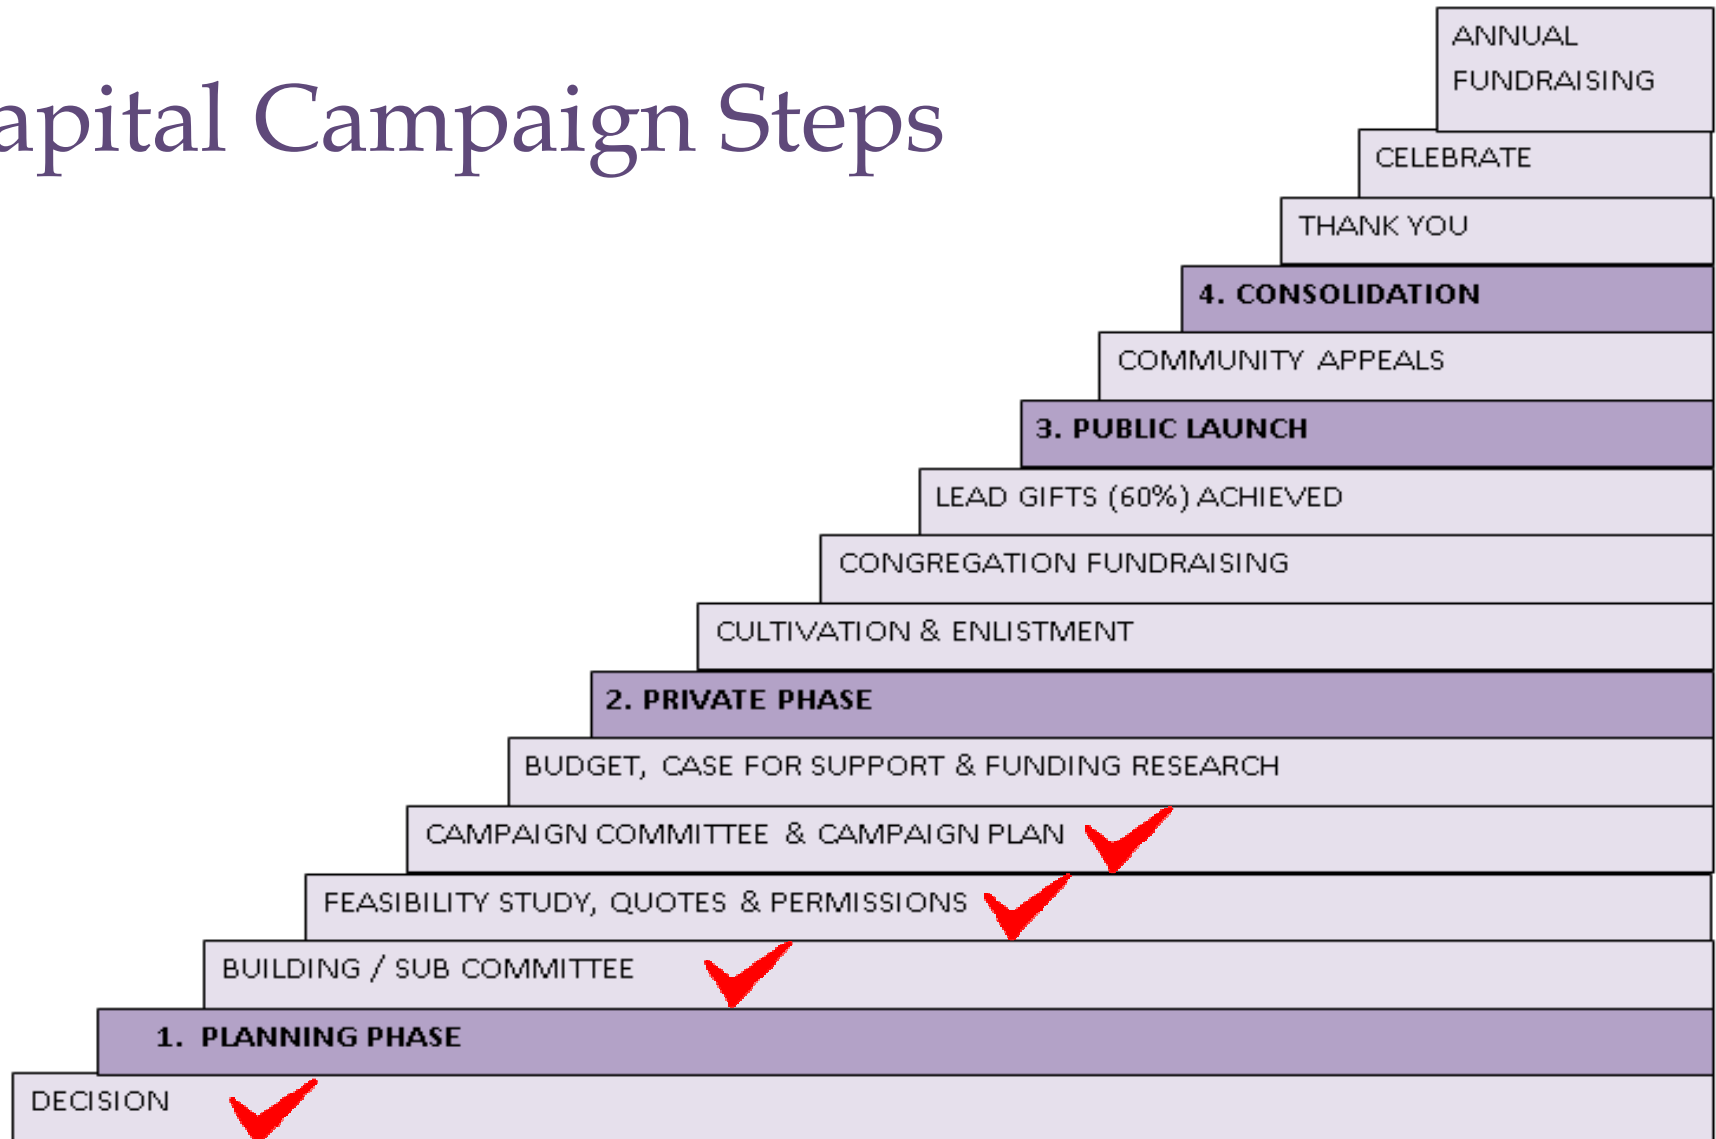 apital Campaign Steps
ANNUAL
FUNDRAISING
CELEBRATE
THANK YOU
4. CONSOLIDATION
COMMUNITY APPEALS
3. PUBLIC LAUNCH
LEAD GIFTS (60%) ACHIEVED
CONGREGATION FUNDRAISING
CULTIVATION & ENLISTMENT
2. PRIVATE PHASE
BUDGET, CASE FOR SUPPORT & FUNDING RESEARCH
CAMPAIGN COMMITTEE & CAMPAIGN PLAN
FEASIBILITY STUDY, QUOTES & PERMISSIONS
BUILDING / SUB COMMITTEE
1. PLANNING PHASE
DECISION